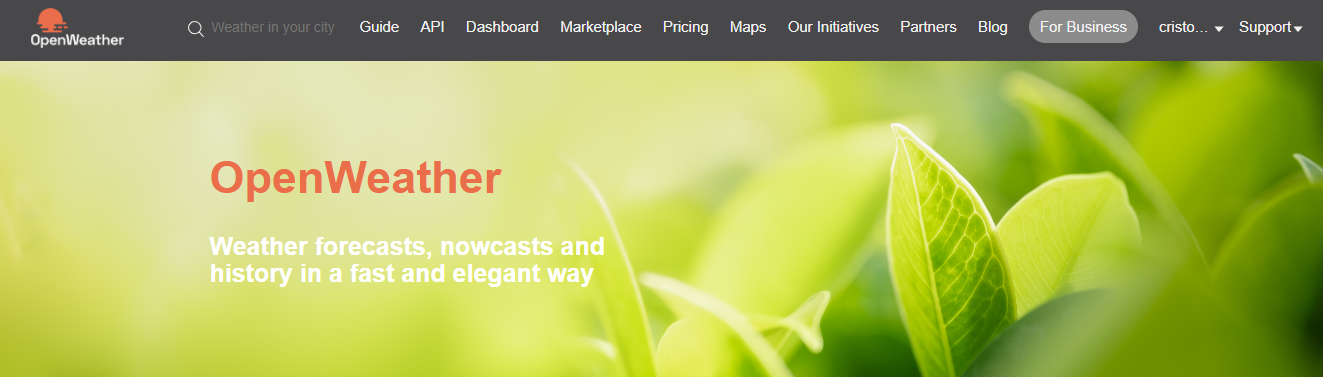 OpenWeather
Weather in your city
Guide
API
Dashboard
Marketplace
Pricing
Maps
Our Initiatives
Partners
Blog
For Business
cristo...
Support
OpenWeather
Weather forecasts, nowcasts and
history in a fast and elegant way